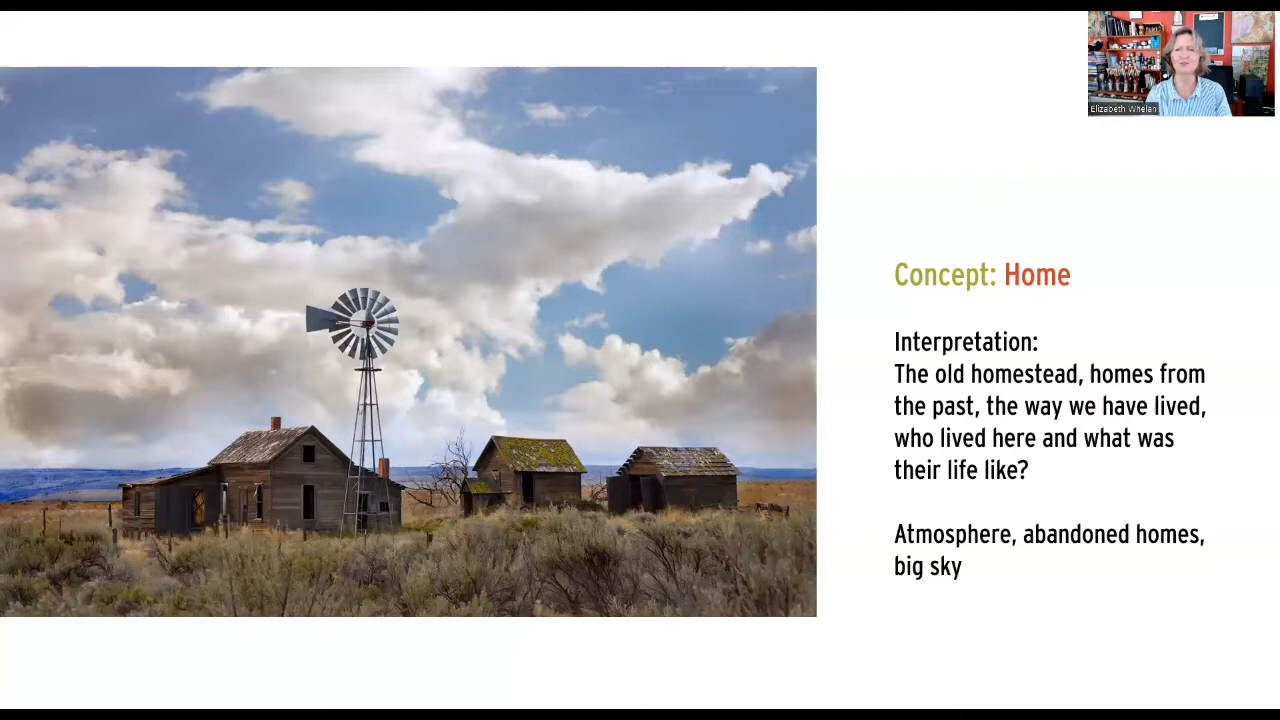 Elizabeth Whelan
Concept: Home
Interpretation:
The old homestead, homes from
the past, the way we have lived,
who lived here and what was
their life like?
Atmosphere, abandoned homes,
big sky